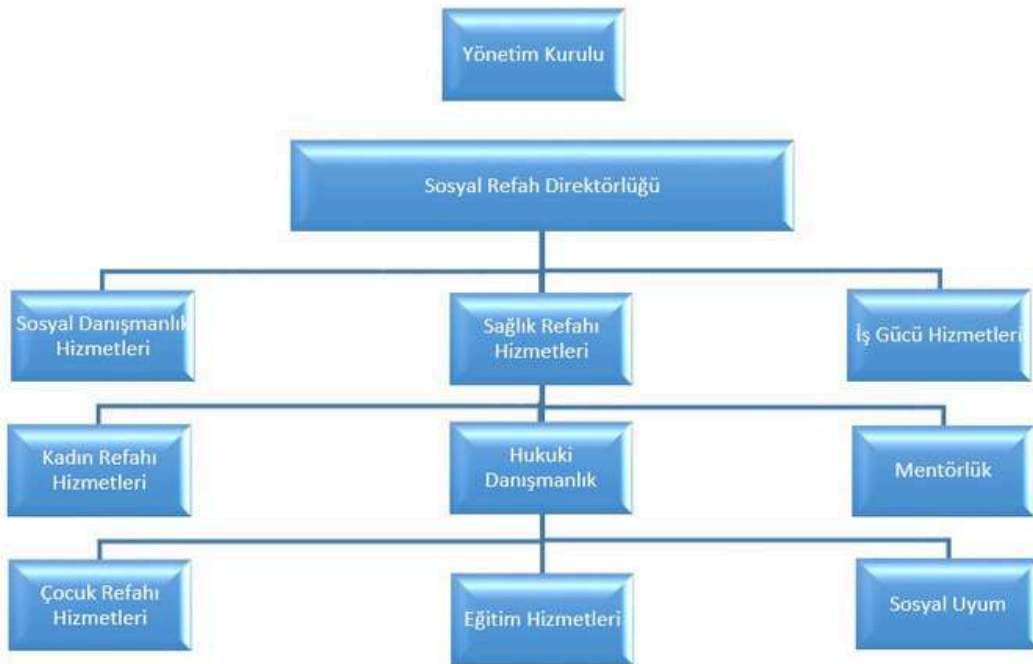 Yönetim Kurulu
Sosyal Refah Direktörlüğü
Sosyal Danışmanlık
Hizmetleri
Sağlık Refahı
Hizmetleri
İş Gücü Hizmetleri
Kadın Refahı
Hizmetleri
Hukuki
Danışmanlık
Mentörlük
Çocuk Refahı
Hizmetleri
Eğitim Hizmetleri
Sosyal Uyum